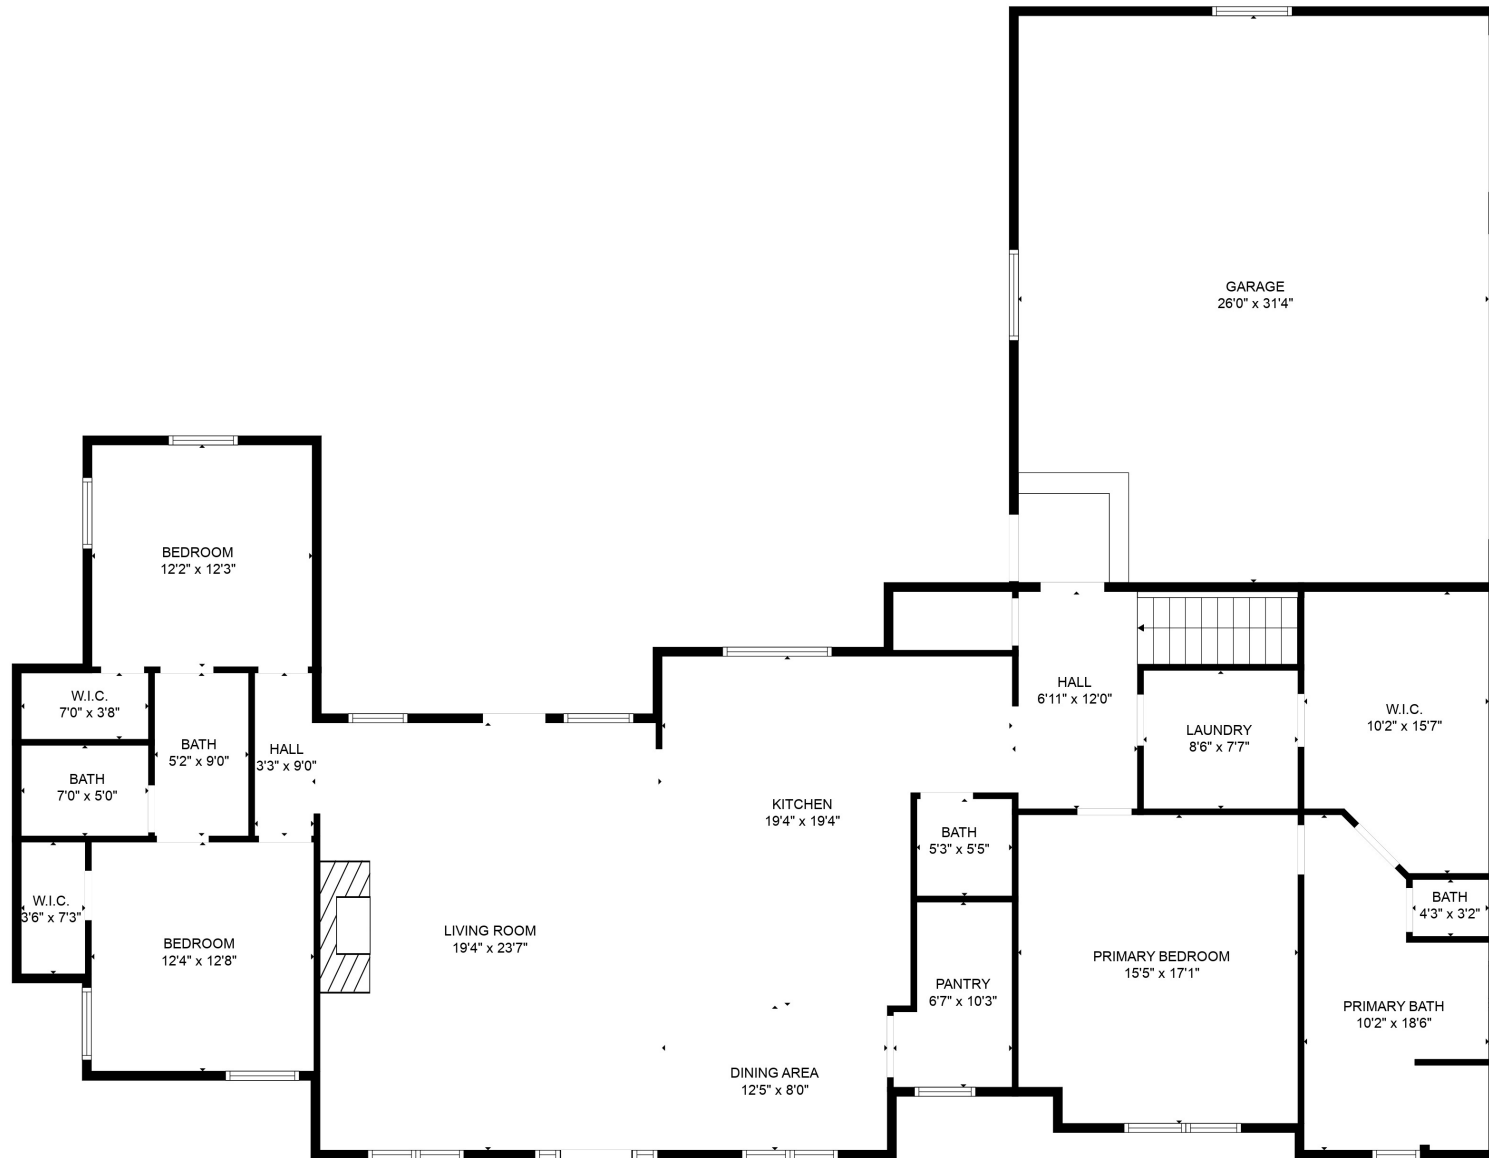 GARAGE
26'0" x 31'4"
BEDROOM
12'2" x 12'3"
W.I.C.
7'0" x 3'8"
BATH
5'2" x 9'0"
HALL
3'3" x 9'0"
BATH
7'0" x 5'0"
W.I.C.
3'6" x 7'3"
BEDROOM
12'4" x 12'8"
LIVING ROOM
19'4" x 23'7"
KITCHEN
19'4" x 19'4"
DINING AREA
12'5" x 8'0"
BATH
5'3" x 5'5"
PANTRY
6'7" x 10'3"
HALL
6'11" x 12'0"
LAUNDRY
8'6" x 7'7"
W.I.C.
10'2" x 15'7"
BATH
4'3" x 3'2"
PRIMARY BEDROOM
15'5" x 17'1"
PRIMARY BATH
10'2" x 18'6"